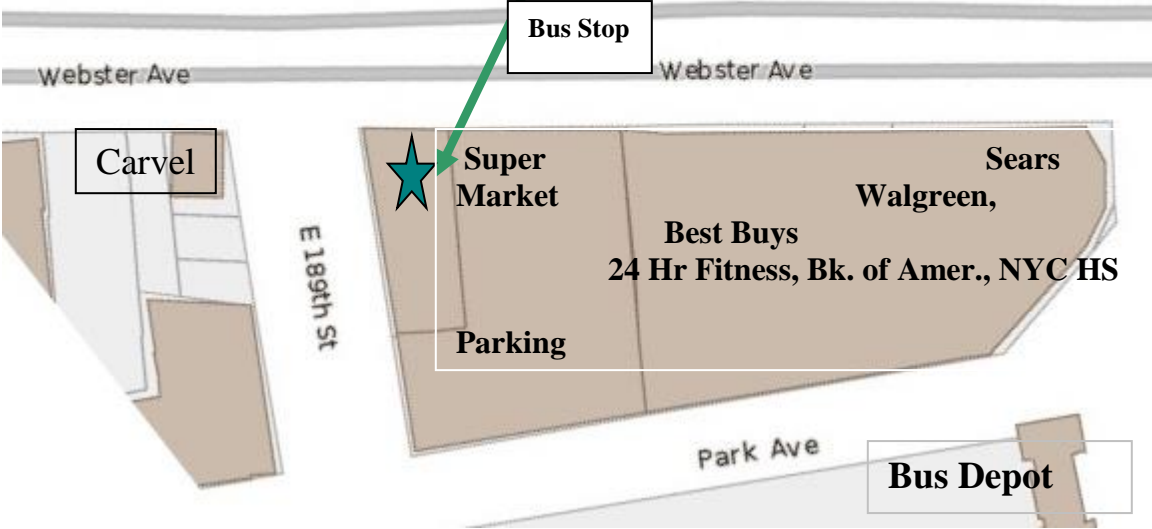 Bus Stop
Webster Ave
Webster Ave
Carvel
Super
Market
Sears
Walgreen,
Best Buys
24 Hr Fitness, Bk. of Amer., NYC HS
E 189th St
Parking
Park Ave
Bus Depot